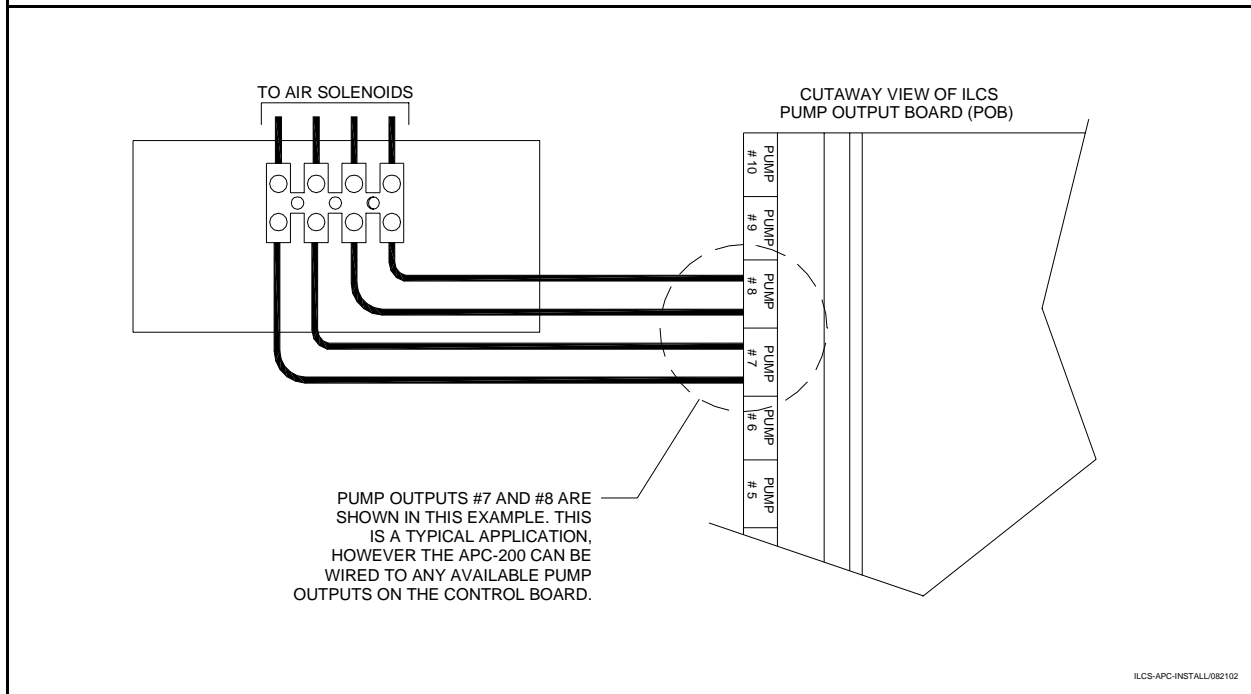 TO AIR SOLENOIDS
CUTAWAY VIEW OF ILCS
PUMP OUTPUT BOARD (POB)
PUMP
# 10
PUMP
# 9
PUMP
# 8
PUMP
# 7
PUMP
# 6
PUMP
# 5
PUMP OUTPUTS #7 AND #8 ARE
SHOWN IN THIS EXAMPLE. THIS
IS A TYPICAL APPLICATION,
HOWEVER THE APC-200 CAN BE
WIRED TO ANY AVAILABLE PUMP
OUTPUTS ON THE CONTROL BOARD.
ILCS-APC-INSTALL/082102